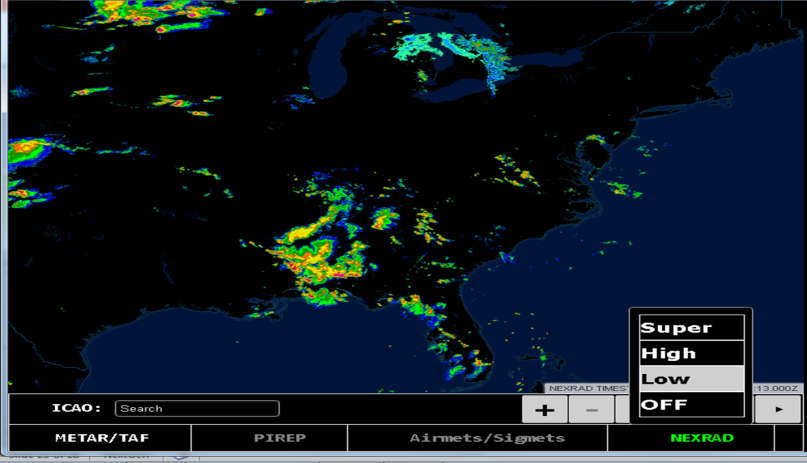 Super
High
Low
OFF
NEXRAD TIMEST
:13.000Z
ICAO: Search
+ −
METAR/TAF PIREP Airmets/Sigmets NEXRAD